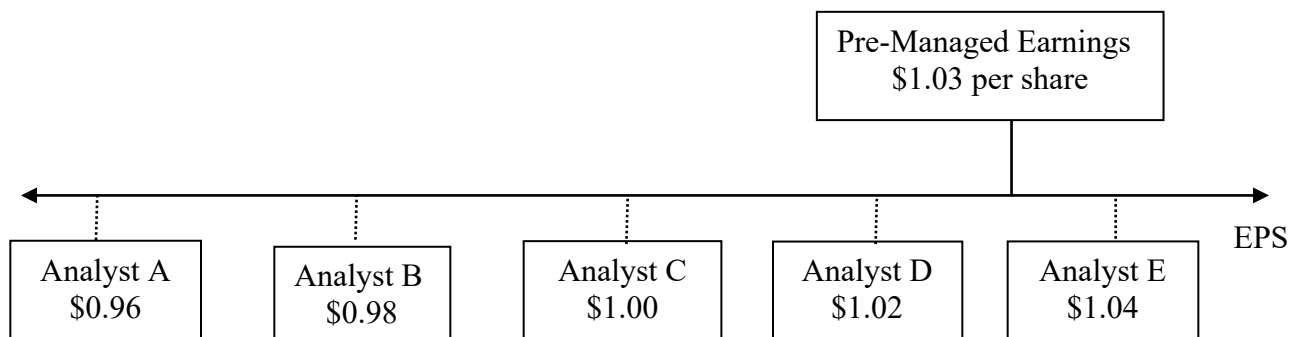 Pre-Managed Earnings
$1.03 per share
EPS
Analyst A
$0.96
Analyst B
$0.98
Analyst C
$1.00
Analyst D
$1.02
Analyst E
$1.04